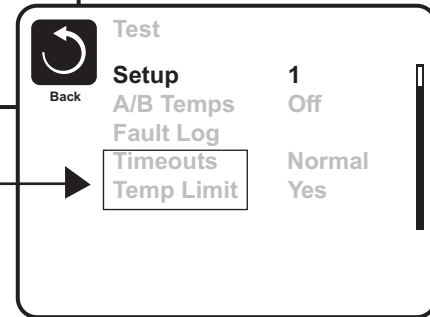 Test
Setup 1
Back
A/B Temps Off
Fault Log
Timeouts Normal
Temp Limit Yes